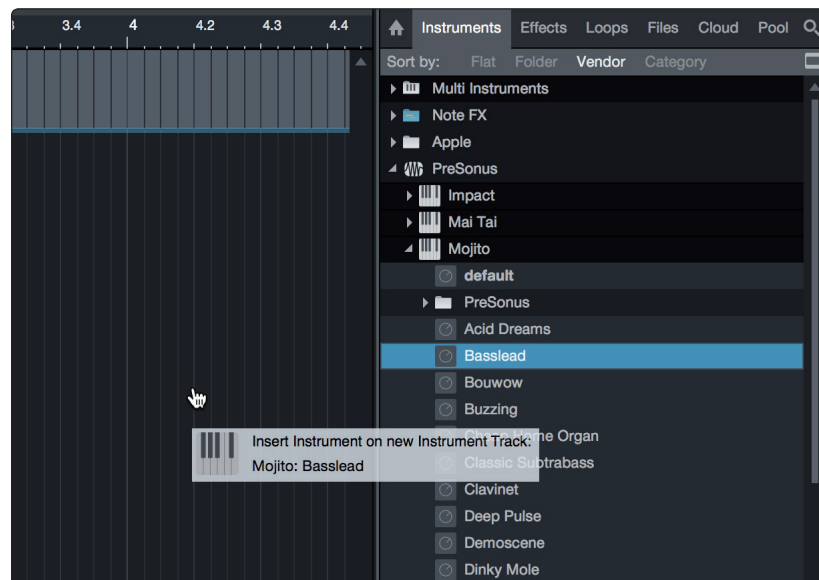 3.4 4 4.2 4.3 4.4
Instruments Effects Loops Files Cloud Pool
Sort by: Flat Folder Vendor Category
Multi Instruments
Note FX
Apple
PreSonus
Impact
Mai Tai
Mojito
default
PreSonus
Acid Dreams
Basslead
Bouwow
Buzzing
Cheap Home Organ
Insert Instrument on new Instrument Track:
Classic Subtrabass
Mojito: Basslead
Clavinet
Deep Pulse
Demoscene
Dinky Mole